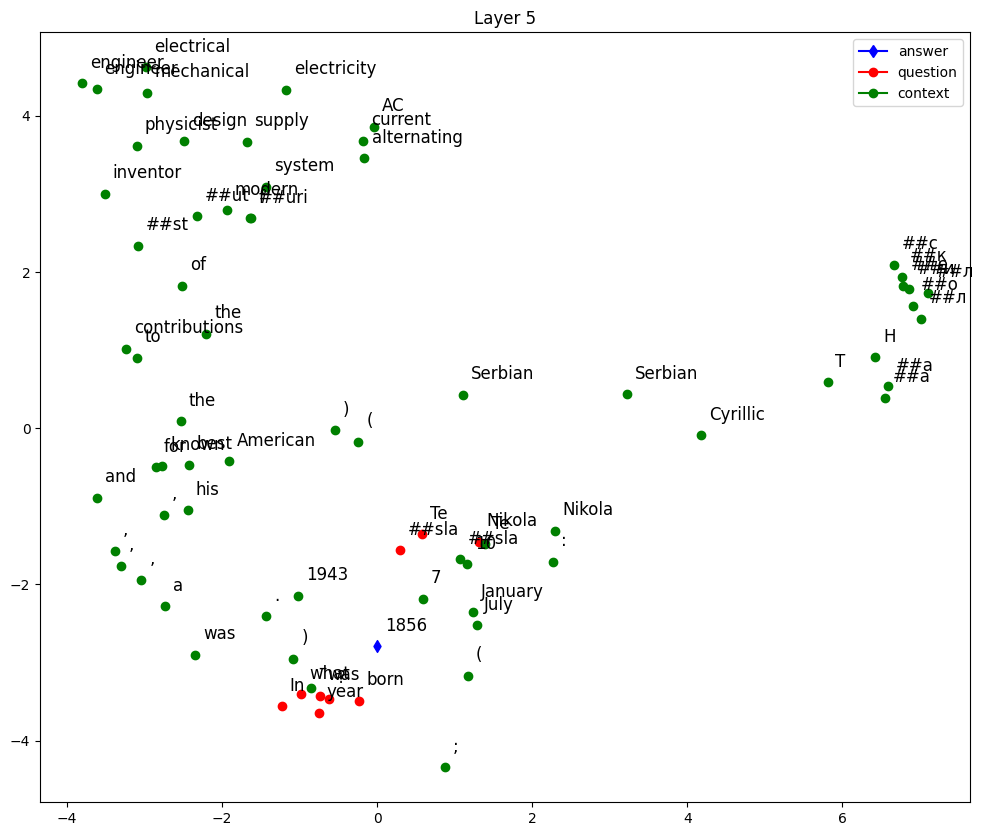 Layer 5
answer
question
context
electrical
engineer
engineer
mechanical
electricity
AC
current
alternating
physicist
design
supply
system
inventor
modern
##ut
##uri
##st
of
the
contributions
to
##с
##к
##л
##о
##л
H
T
##a
##a
Serbian
Serbian
Cyrillic
the
)
(
for
known
best
American
and
,
his
Te
##sla
Nikola
Te
##sla
10
Nikola
:
,
,
,
a
1943
.
7
January
July
1856
was
)
(
In
what
was
year
born
;
4
2
0
−2
−4
−4
−2
0
2
4
6